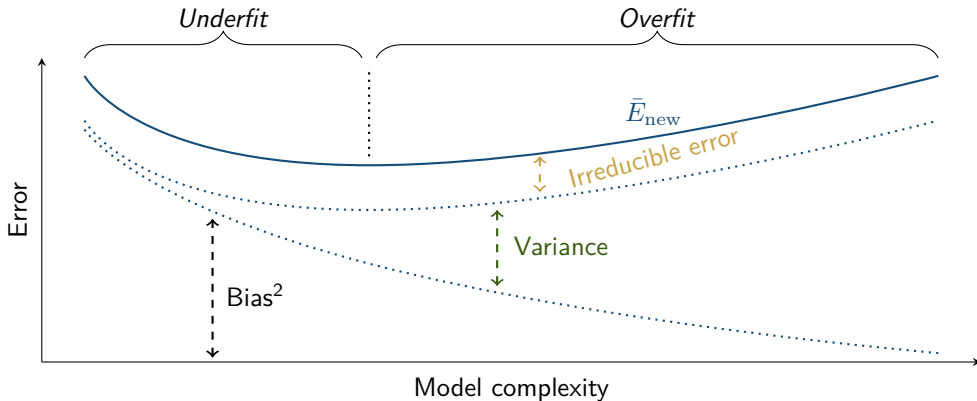 Underfit
Overfit
Ē_new
Irreducible error
Error
Variance
Bias²
Model complexity